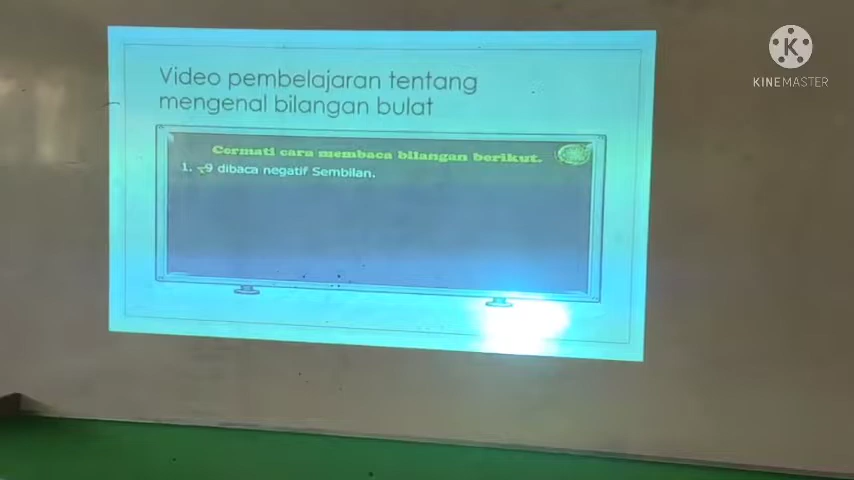 Video pembelajaran tentang
mengenal bilangan bulat
Cermati cara membaca bilangan berikut.
1. -9 dibaca negatif Sembilan.
K
KINEMASTER